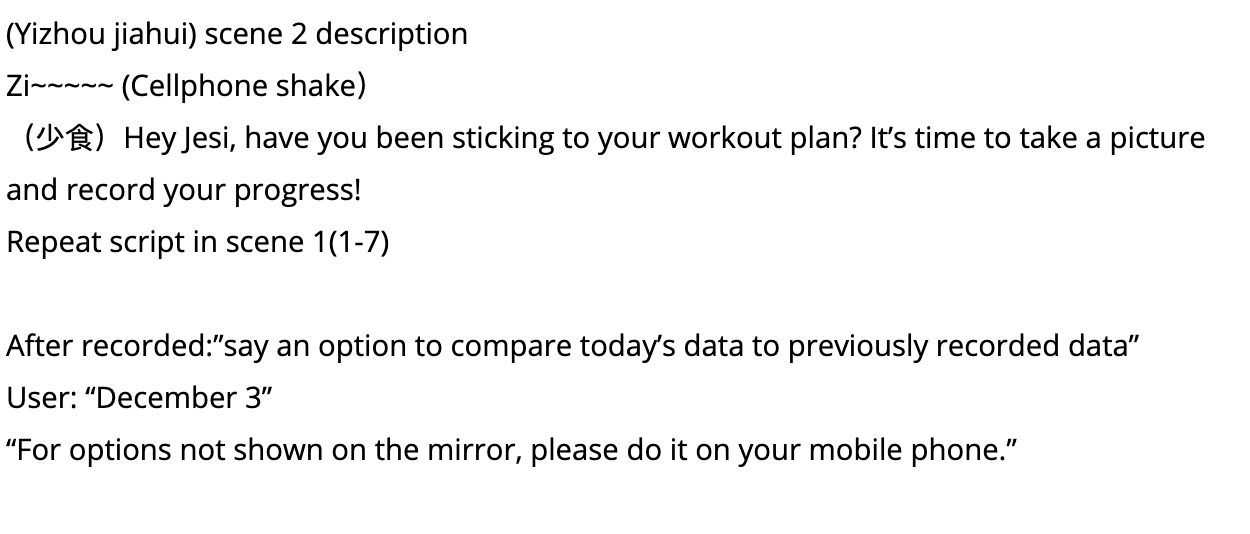 (Yizhou jiahui) scene 2 description
Zi~~~~~ (Cellphone shake）
（少食）Hey Jesi, have you been sticking to your workout plan? It’s time to take a picture
and record your progress!
Repeat script in scene 1(1-7)
After recorded:”say an option to compare today’s data to previously recorded data”
User: “December 3”
“For options not shown on the mirror, please do it on your mobile phone.”